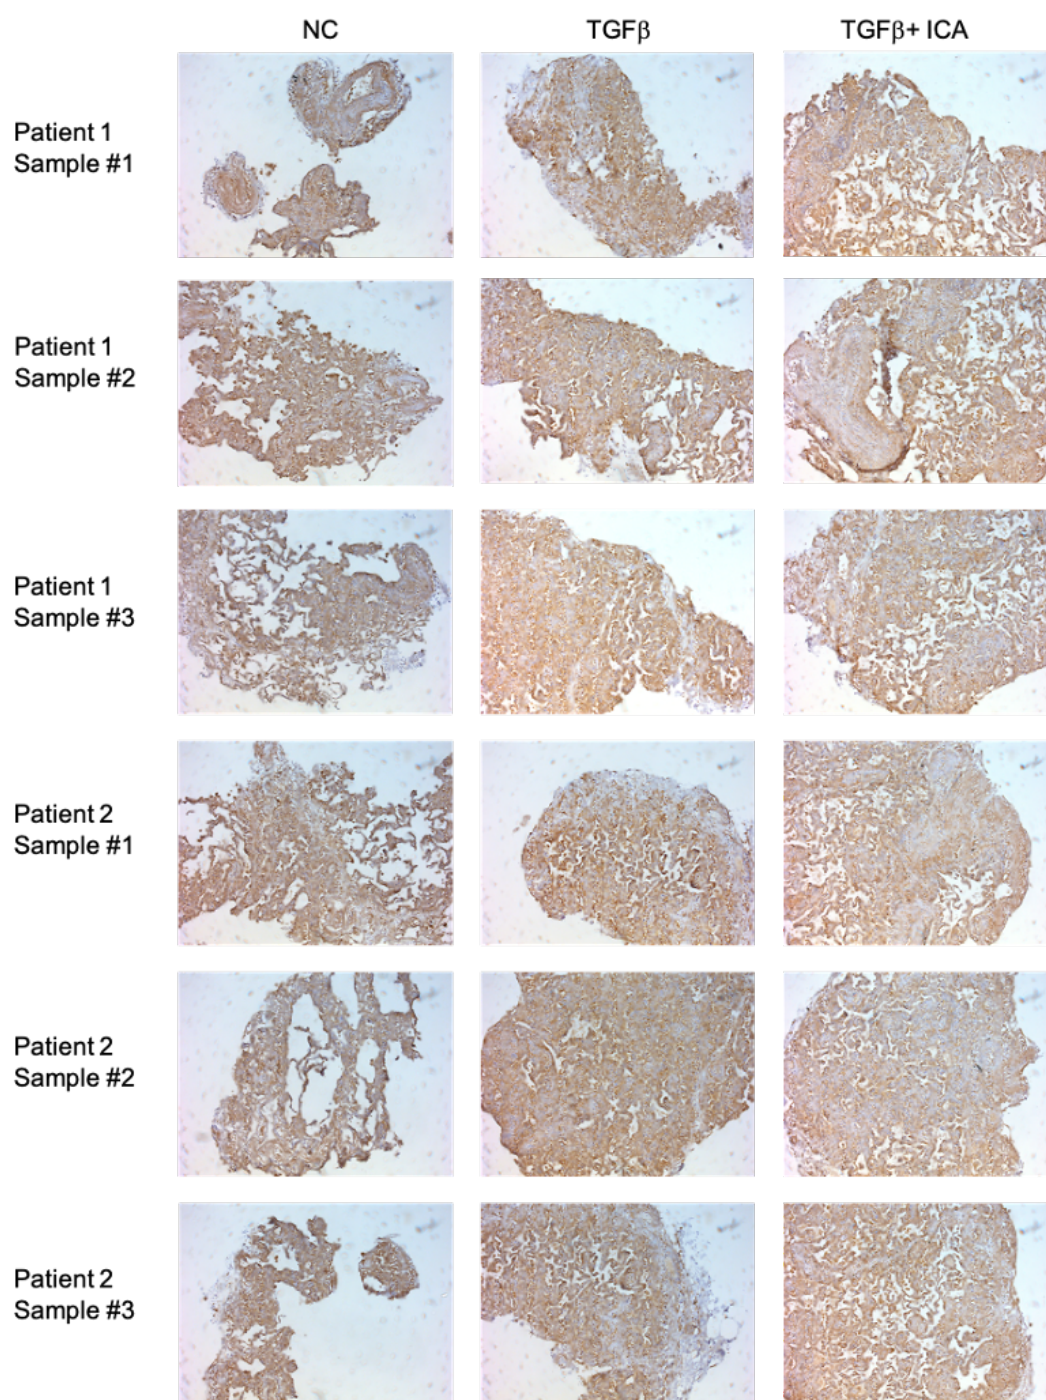 NC TGFβ TGFβ+ ICA
Patient 1
Sample #1
Patient 1
Sample #2
Patient 1
Sample #3
Patient 2
Sample #1
Patient 2
Sample #2
Patient 2
Sample #3